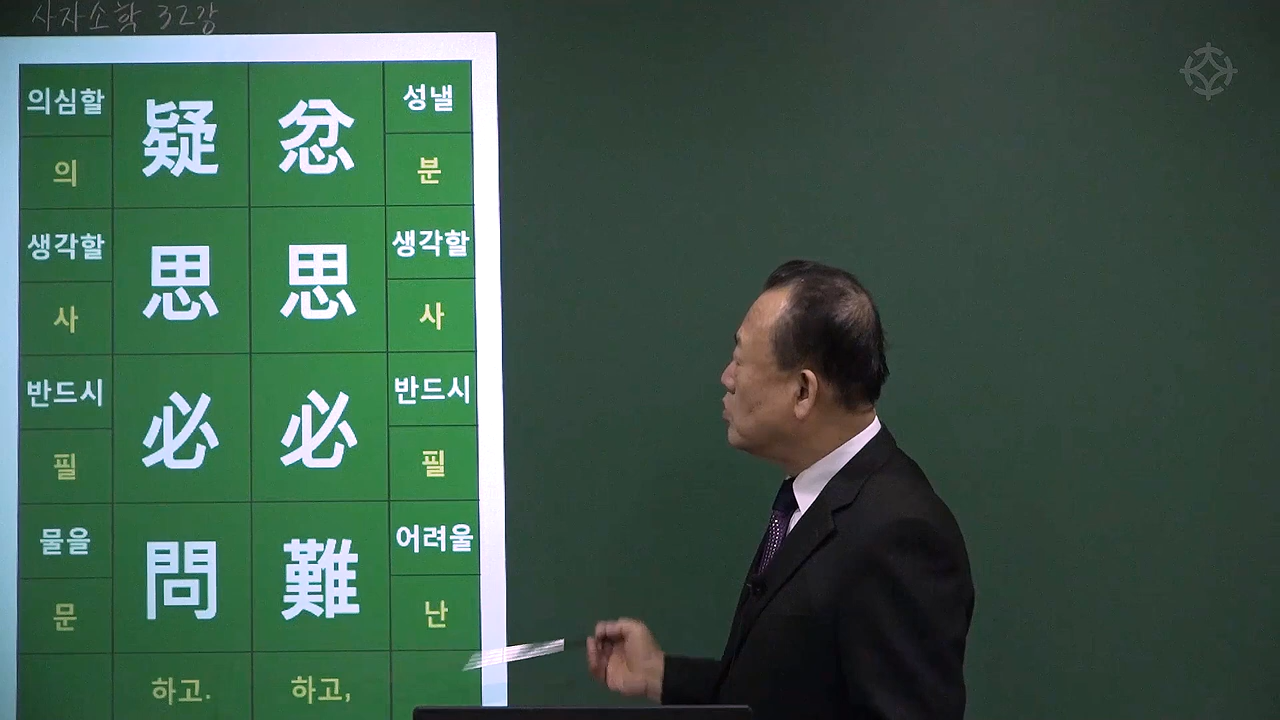 사자소학 32강
의심할 疑 忿 성낼
의 분
생각할 思 思 생각할
사 사
반드시 必 必 반드시
필 필
물을 問 難 어려울
문 난
하고. 하고,